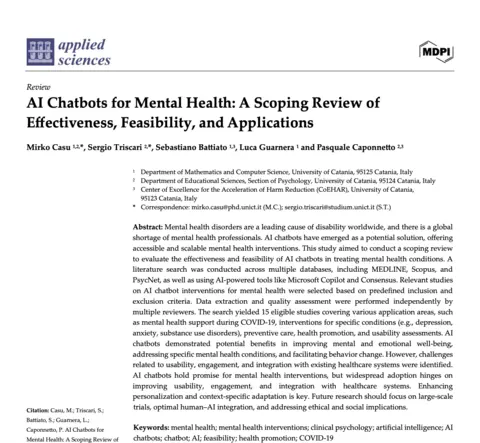 applied
sciences
MDPI
Review
AI Chatbots for Mental Health: A Scoping Review of
Effectiveness, Feasibility, and Applications
Mirko Casu 1,2,*, Sergio Triscari 2,*, Sebastiano Battiato 1,3, Luca Guarnera 1 and Pasquale Caponnetto 2,3
1 Department of Mathematics and Computer Science, University of Catania, 95125 Catania, Italy
2 Department of Educational Sciences, Section of Psychology, University of Catania, 95124 Catania, Italy
3 Center of Excellence for the Acceleration of Harm Reduction (CoEHAR), University of Catania,
95123 Catania, Italy
* Correspondence: mirko.casu@phd.unict.it (M.C.); sergio.triscari@studium.unict.it (S.T.)
Abstract: Mental health disorders are a leading cause of disability worldwide, and there is a global
shortage of mental health professionals. AI chatbots have emerged as a potential solution, offering
accessible and scalable mental health interventions. This study aimed to conduct a scoping review
to evaluate the effectiveness and feasibility of AI chatbots in treating mental health conditions. A
literature search was conducted across multiple databases, including MEDLINE, Scopus, and
PsycNet, as well as using AI-powered tools like Microsoft Copilot and Consensus. Relevant studies
on AI chatbot interventions for mental health were selected based on predefined inclusion and
exclusion criteria. Data extraction and quality assessment were performed independently by
multiple reviewers. The search yielded 15 eligible studies covering various application areas, such
as mental health support during COVID-19, interventions for specific conditions (e.g., depression,
anxiety, substance use disorders), preventive care, health promotion, and usability assessments. AI
chatbots demonstrated potential benefits in improving mental and emotional well-being,
addressing specific mental health conditions, and facilitating behavior change. However, challenges
related to usability, engagement, and integration with existing healthcare systems were identified.
AI chatbots hold promise for mental health interventions, but widespread adoption hinges on
improving usability, engagement, and integration with healthcare systems. Enhancing
personalization and context-specific adaptation is key. Future research should focus on large-scale
trials, optimal human–AI integration, and addressing ethical and social implications.
Citation: Casu, M.; Triscari, S.;
Battiato, S.; Guarnera, L.;
Caponnetto, P. AI Chatbots for
Mental Health: A Scoping Review of
Keywords: mental health; mental health interventions; clinical psychology; artificial intelligence; AI
chatbots; chatbot; AI; feasibility; health promotion; COVID-19